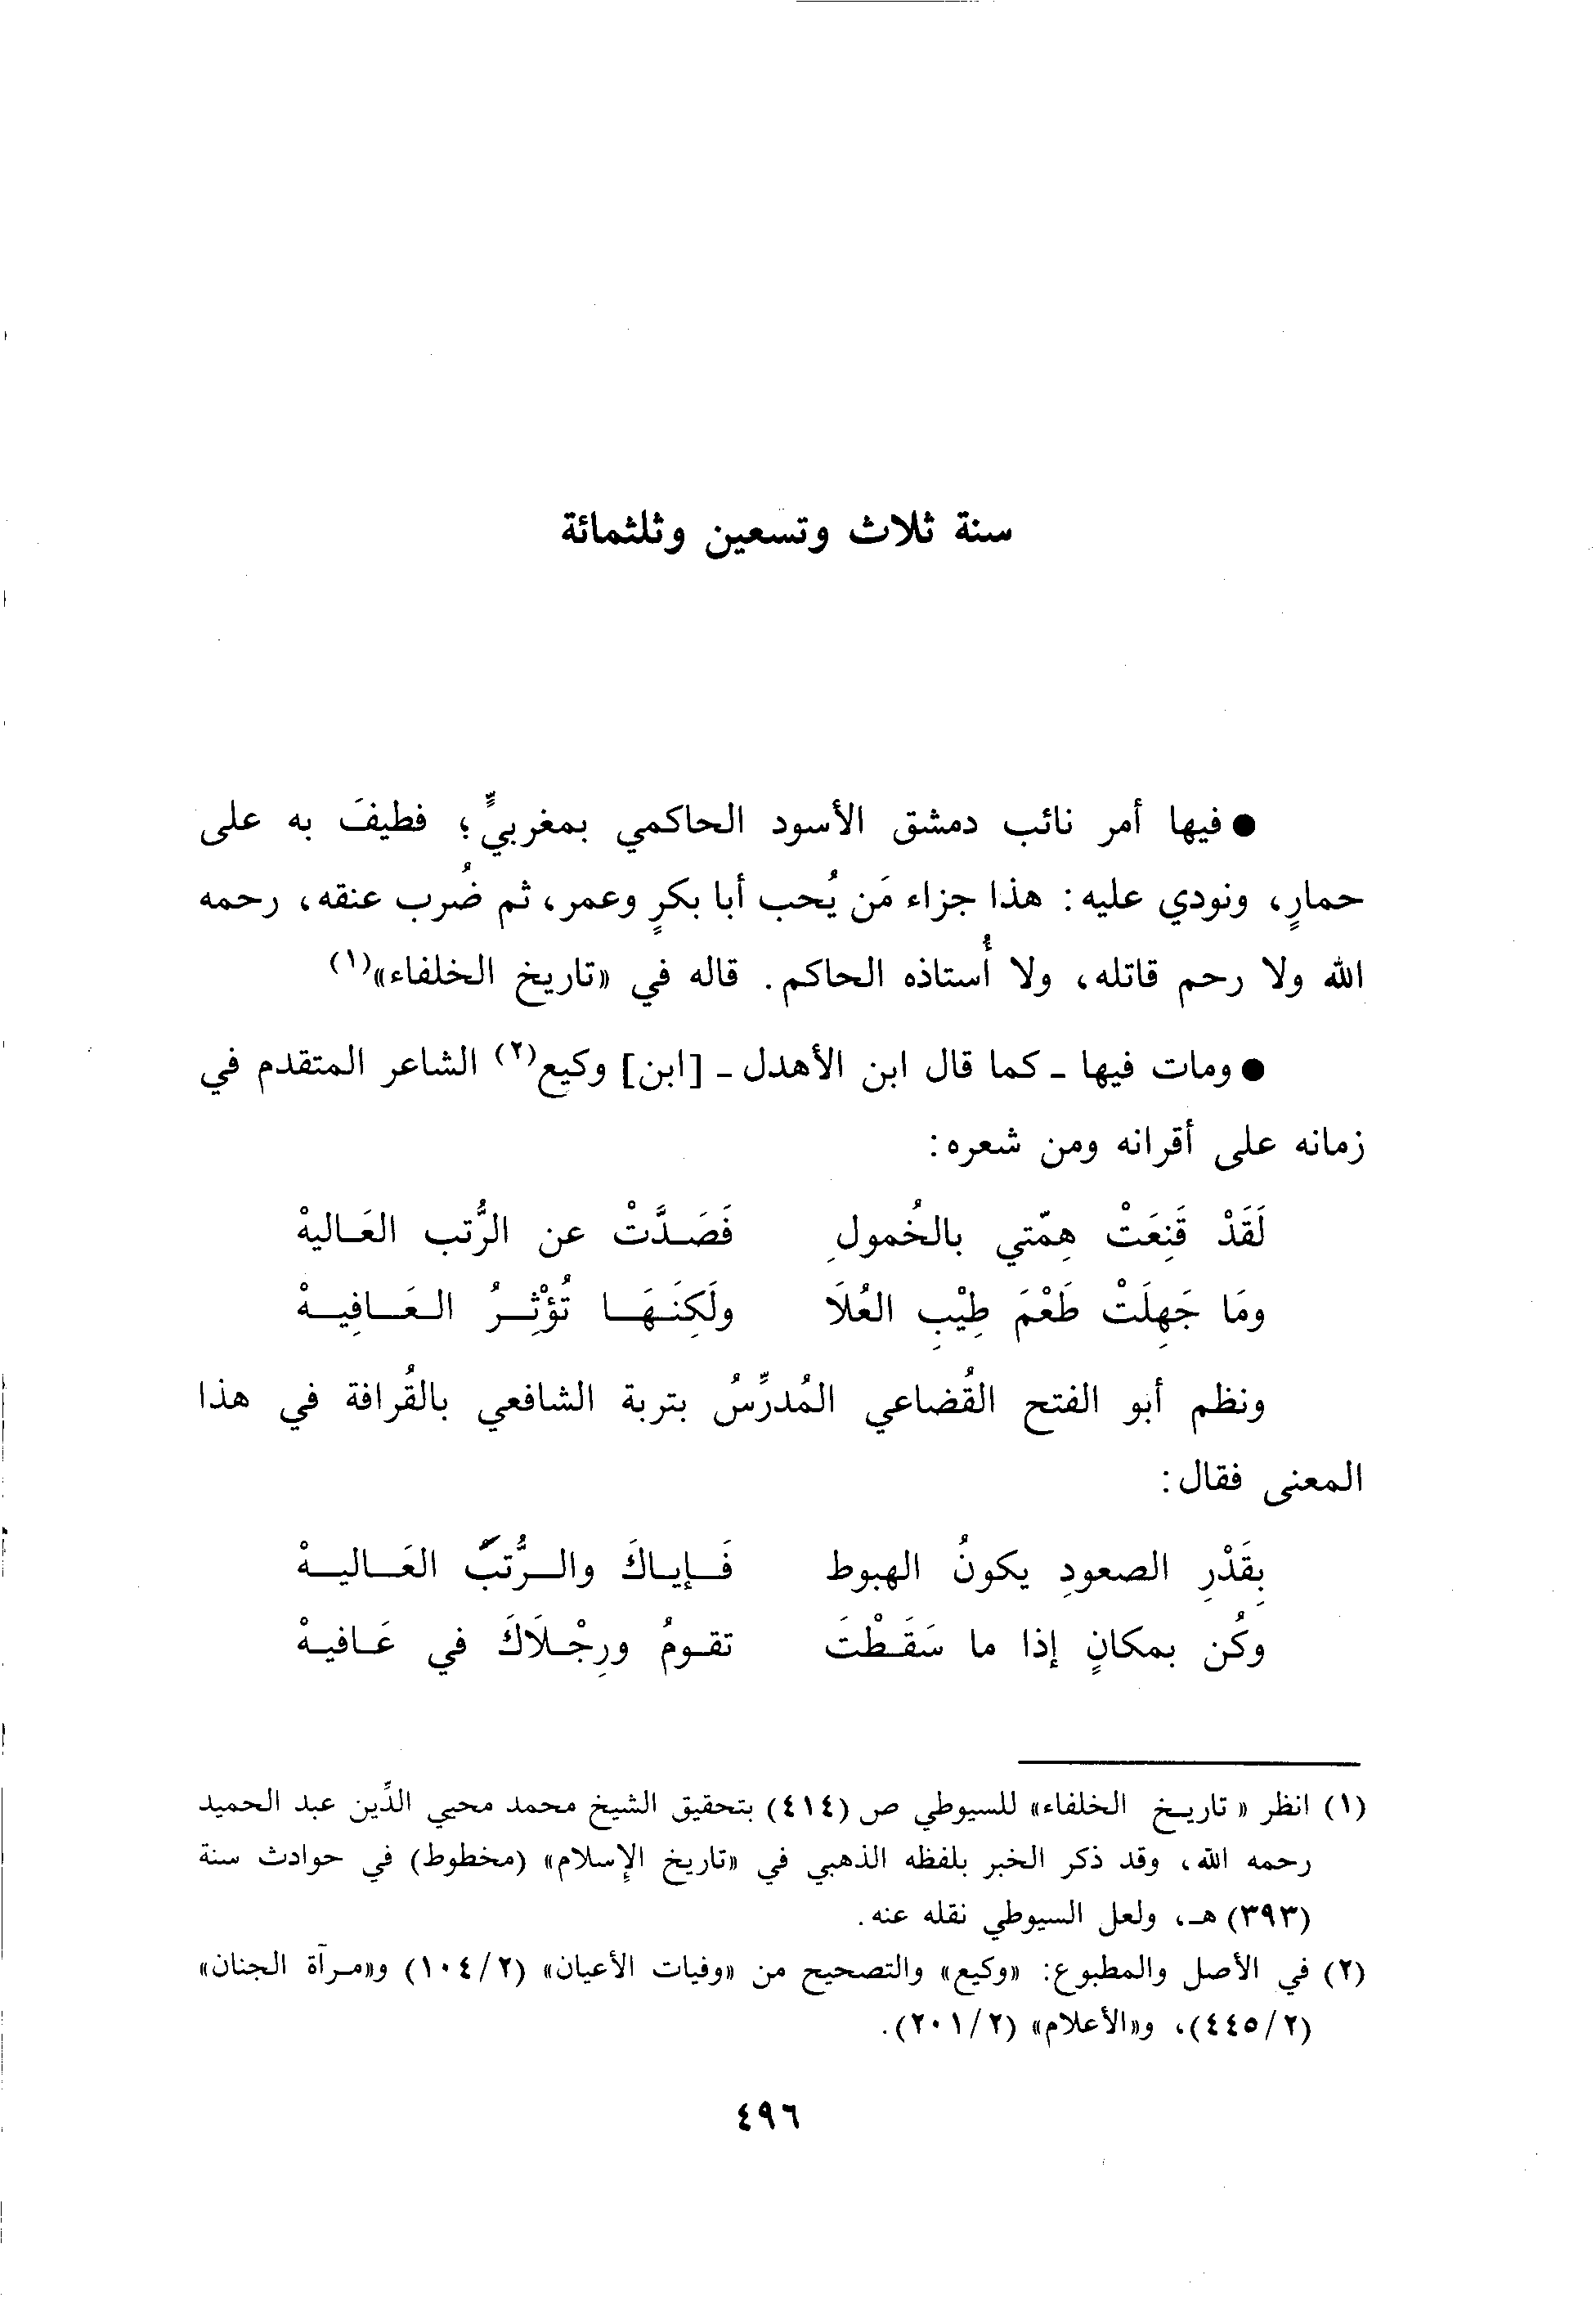 سنة ثلاث وتسعين وثلثمائة
● فيها أمر نائب دمشق الأسود الحاكمي بمغربيٍّ؛ فطيفَ به على
حمارٍ، ونودي عليه: هذا جزاء مَن يُحب أبا بكرٍ وعمر، ثم ضُرب عنقه، رحمه
الله ولا رحم قاتله، ولا أُستاذه الحاكم. قاله في «تاريخ الخلفاء»(١)
● ومات فيها ـ كما قال ابن الأهدل ـ [ابن] وكيع(٢) الشاعر المتقدم في
زمانه على أقرانه ومن شعره:
لَقَدْ قَنِعَتْ هِمّتي بالخُمولِ فَصَدَّتْ عن الرُّتب العَاليهْ
ومَا جَهِلَتْ طَعْمَ طِيْبِ العُلَا ولَكِنَهَا تُؤْثِرُ العَافِيهْ
ونظم أبو الفتح القُضاعي المُدرِّسُ بتربة الشافعي بالقُرافة في هذا
المعنى فقال:
بِقَدْرِ الصعودِ يكونُ الهبوط فَإياكَ والرُّتبَ العَاليهْ
وكُن بمكانٍ إذا ما سَقَطْتَ تقومُ ورِجْلَاكَ في عَافيهْ
(١) انظر «تاريخ الخلفاء» للسيوطي ص (٤١٤) بتحقيق الشيخ محمد محيي الدِّين عبد الحميد
رحمه الله، وقد ذكر الخبر بلفظه الذهبي في «تاريخ الإسلام» (مخطوط) في حوادث سنة
(٣٩٣) هـ، ولعل السيوطي نقله عنه.
(٢) في الأصل والمطبوع: «وكيع» والتصحيح من «وفيات الأعيان» (١٠٤/٢) و«مرآة الجنان»
(٤٤٥/٢)، و«الأعلام» (٢٠١/٢).
٤٩٦